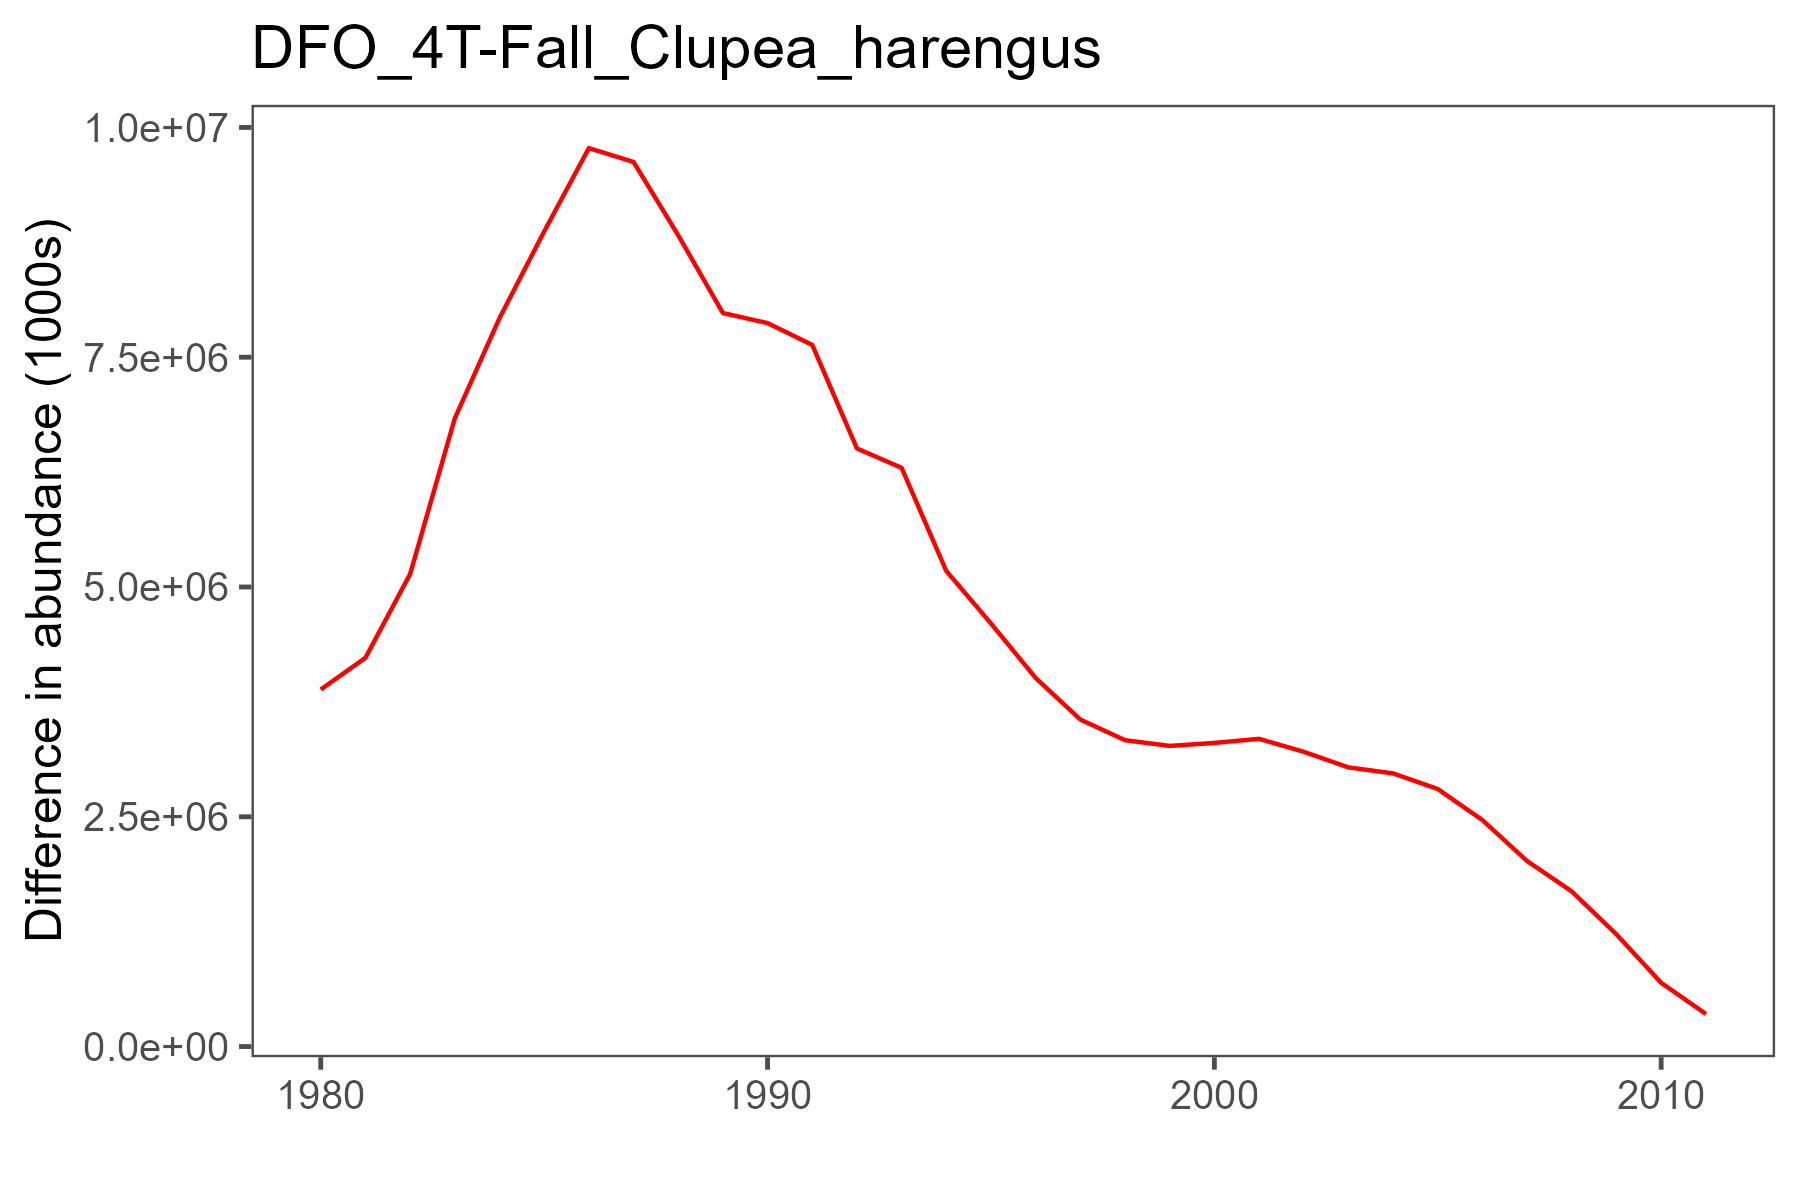 DFO_4T-Fall_Clupea_harengus
Difference in abundance (1000s)
1.0e+07
7.5e+06
5.0e+06
2.5e+06
0.0e+00
1980 1990 2000 2010